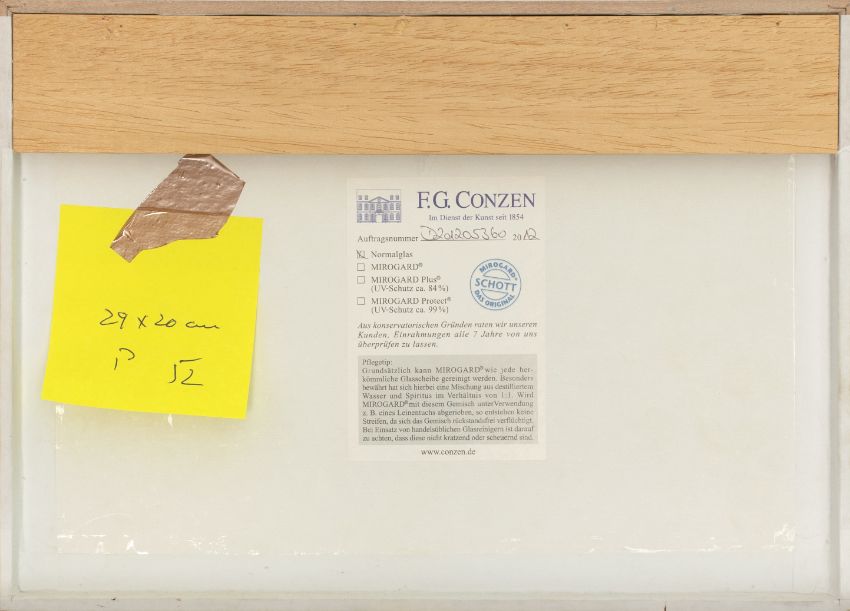 F.G. CONZEN
Im Dienst der Kunst seit 1854
Auftragsnummer D201205360 2012
Normalglas
MIROGARD®
MIROGARD Plus®
(UV-Schutz ca. 84%)
MIROGARD Protect®
(UV-Schutz ca. 99%)
MIROGARD®
SCHOTT
DAS ORIGINAL
Aus konservatorischen Gründen raten wir unseren
Kunden, Einrahmungen alle 7 Jahre von uns
überprüfen zu lassen.
Pflegetip:
Grundsätzlich kann MIROGARD® wie jede her-
kömmliche Glasscheibe gereinigt werden. Besonders
bewährt hat sich hierbei eine Mischung aus destilliertem
Wasser und Spiritus im Verhältnis von 1:1. Wird
MIROGARD® mit diesem Gemisch unter Verwendung
z. B. eines Leinentuchs abgerieben, so entstehen keine
Streifen, da sich das Gemisch rückstandsfrei verflüchtigt.
Bei Einsatz von handelsüblichen Glasreinigern ist darauf
zu achten, dass diese nicht kratzend oder scheuernd sind.
www.conzen.de
29 x 20 cm
P